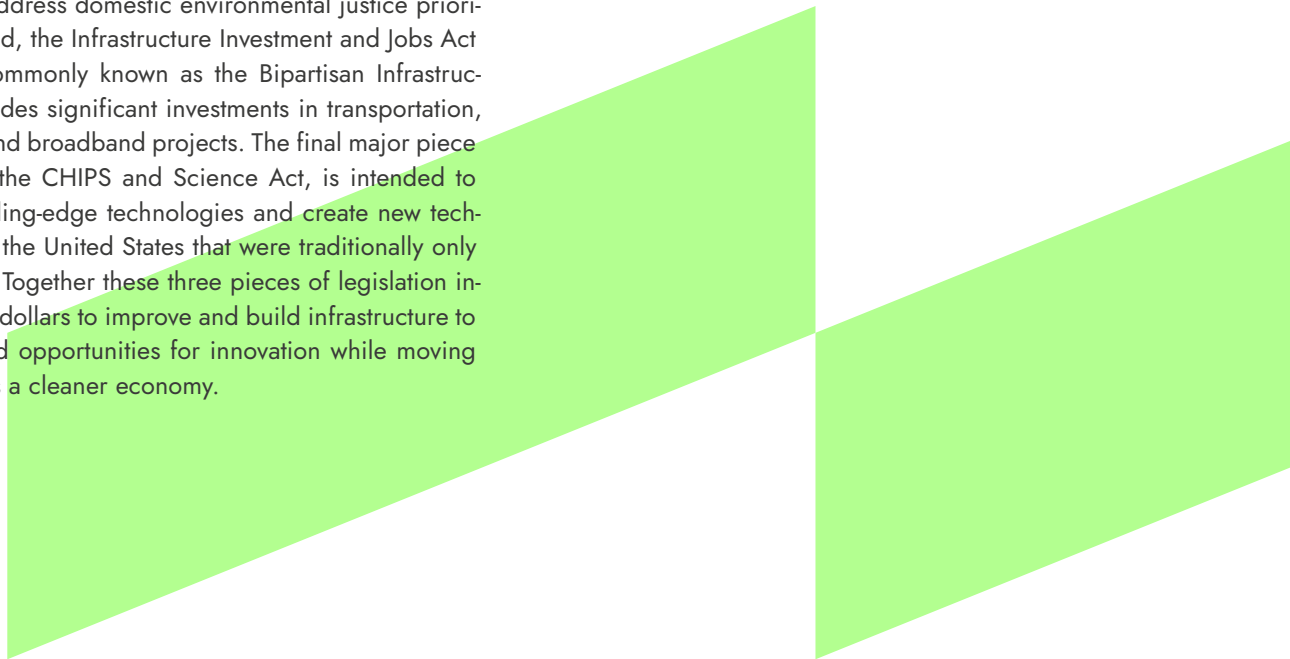 ddress domestic environmental justice priori-
d, the Infrastructure Investment and Jobs Act
ommonly known as the Bipartisan Infrastruc-
des significant investments in transportation,
nd broadband projects. The final major piece
the CHIPS and Science Act, is intended to
ling-edge technologies and create new tech-
the United States that were traditionally only
Together these three pieces of legislation in-
dollars to improve and build infrastructure to
d opportunities for innovation while moving
a cleaner economy.